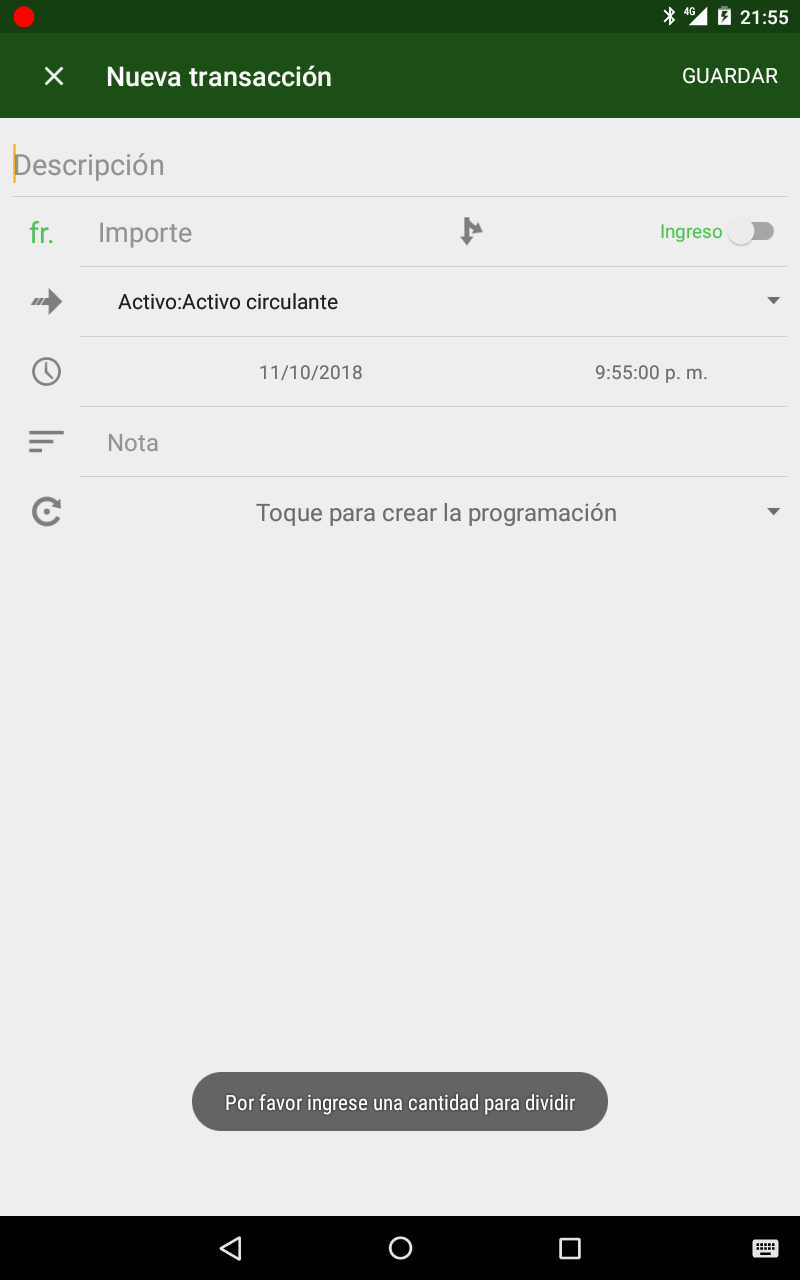 4G 21:55
Nueva transacción GUARDAR
Descripción
fr. Importe Ingreso
Activo:Activo circulante
11/10/2018 9:55:00 p. m.
Nota
Toque para crear la programación
Por favor ingrese una cantidad para dividir